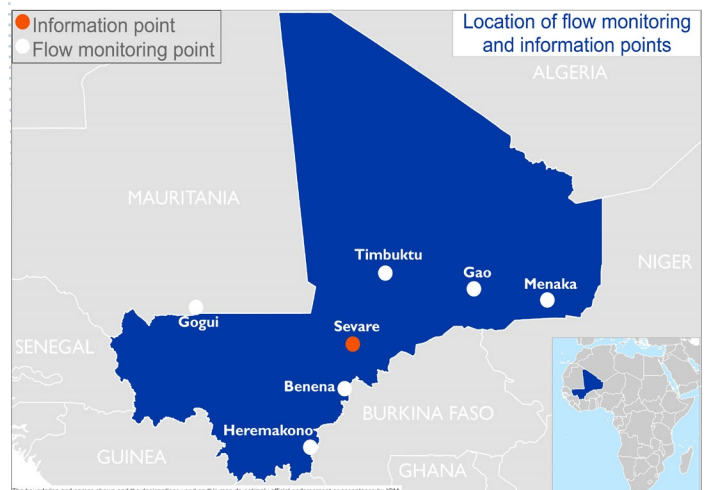 Information point
Flow monitoring point
Location of flow monitoring
and information points
ALGERIA
MAURITANIA
Timbuktu
Gao
Menaka
NIGER
Gogui
Sevare
SENEGAL
Benena
BURKINA FASO
Heremakono
GUINEA
GHANA